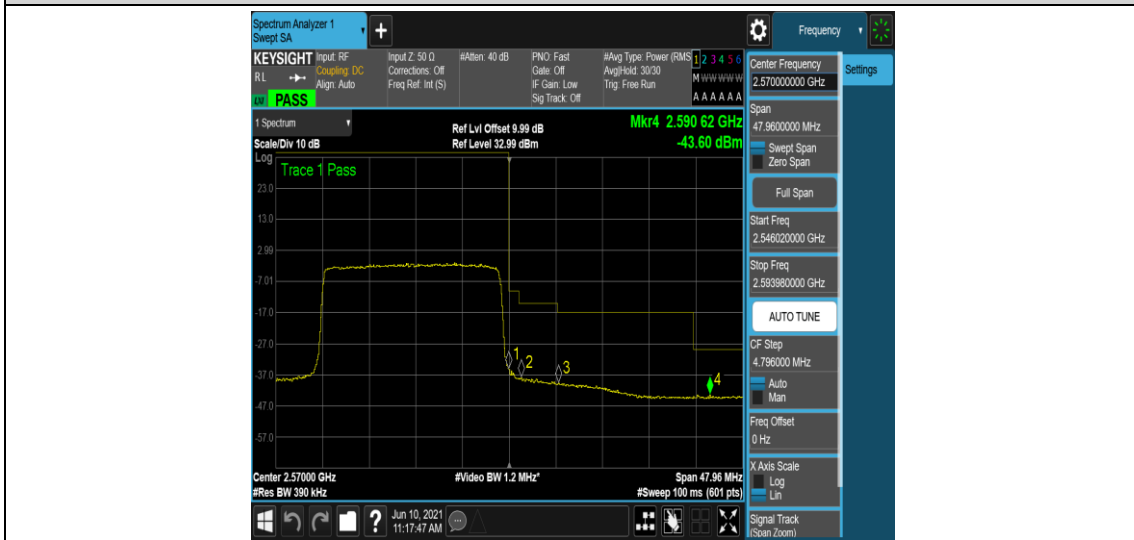 Spectrum Analyzer 1
Swept SA
+
Frequency
KEYSIGHT
Input: RF
Coupling: DC
Align: Auto
Input Z: 50 Ω
Corrections: Off
Freq Ref: Int (S)
#Atten: 40 dB
PNO: Fast
Gate: Off
IF Gain: Low
Sig Track: Off
#Avg Type: Power (RMS
Avg|Hold: 30/30
Trig: Free Run
1 2 3 4 5 6
M W W W W W
A A A A A A
R L
LXI
PASS
1 Spectrum
Scale/Div 10 dB
Ref Lvl Offset 9.99 dB
Ref Level 32.99 dBm
Mkr4 2.590 62 GHz
-43.60 dBm
Log
Trace 1 Pass
23.0
13.0
2.99
-7.01
-17.0
-27.0
-37.0
-47.0
-57.0
1
2
3
4
Center 2.57000 GHz
#Res BW 390 kHz
#Video BW 1.2 MHz*
Span 47.96 MHz
#Sweep 100 ms (601 pts)
Center Frequency
2.570000000 GHz
Settings
Span
47.9600000 MHz
Swept Span
Zero Span
Full Span
Start Freq
2.546020000 GHz
Stop Freq
2.593980000 GHz
AUTO TUNE
CF Step
4.796000 MHz
Auto
Man
Freq Offset
0 Hz
X Axis Scale
Log
Lin
Signal Track
(Span Zoom)
?
Jun 10, 2021
11:17:47 AM